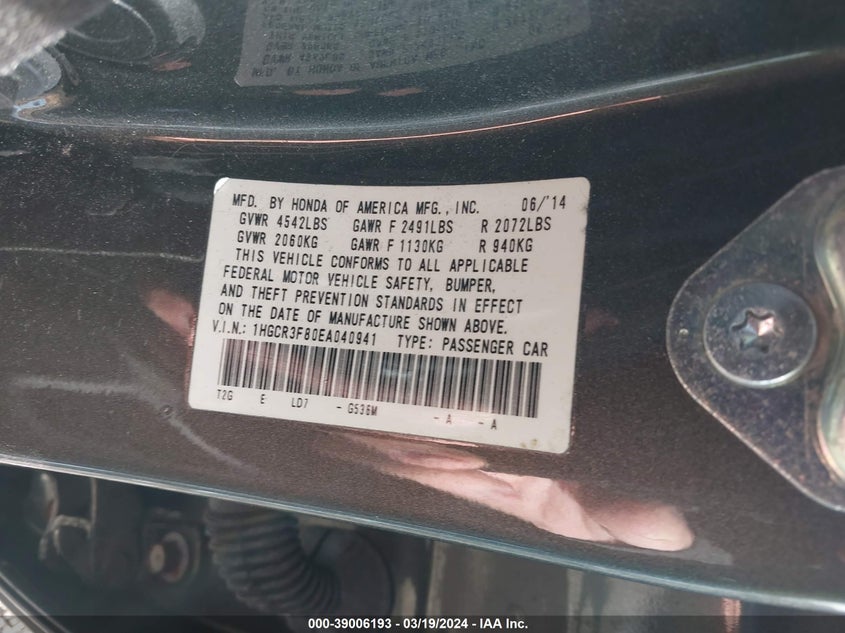 MFD. BY HONDA OF AMERICA MFG., INC. 06/'14
GVWR 4542LBS GAWR F 2491LBS R 2072LBS
GVWR 2060KG GAWR F 1130KG R 940KG
THIS VEHICLE CONFORMS TO ALL APPLICABLE
FEDERAL MOTOR VEHICLE SAFETY, BUMPER,
AND THEFT PREVENTION STANDARDS IN EFFECT
ON THE DATE OF MANUFACTURE SHOWN ABOVE.
V.I.N.: 1HGCR3F80EA040941 TYPE: PASSENGER CAR
T2G E LD7 - G536M - A - A
000-39006193 - 03/19/2024 - IAA Inc.